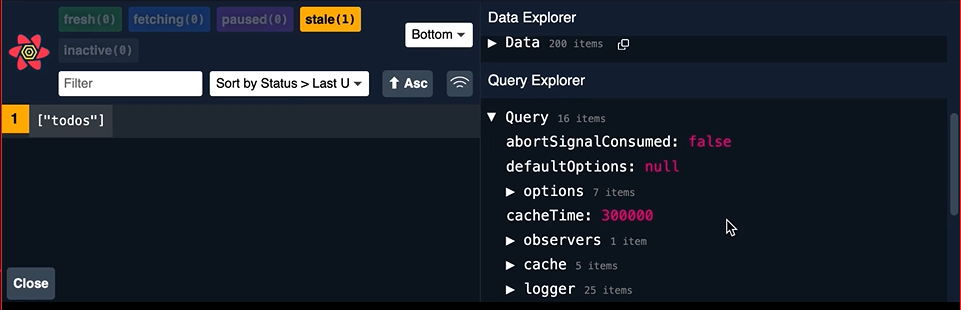 fresh(0) fetching(0) paused(0) stale(1)
inactive(0)
Bottom
Filter
Sort by Status > Last U
Asc
1 ["todos"]
Close
Data Explorer
Data 200 items
Query Explorer
Query 16 items
abortSignalConsumed: false
defaultOptions: null
options 7 items
cacheTime: 300000
observers 1 item
cache 5 items
logger 25 items